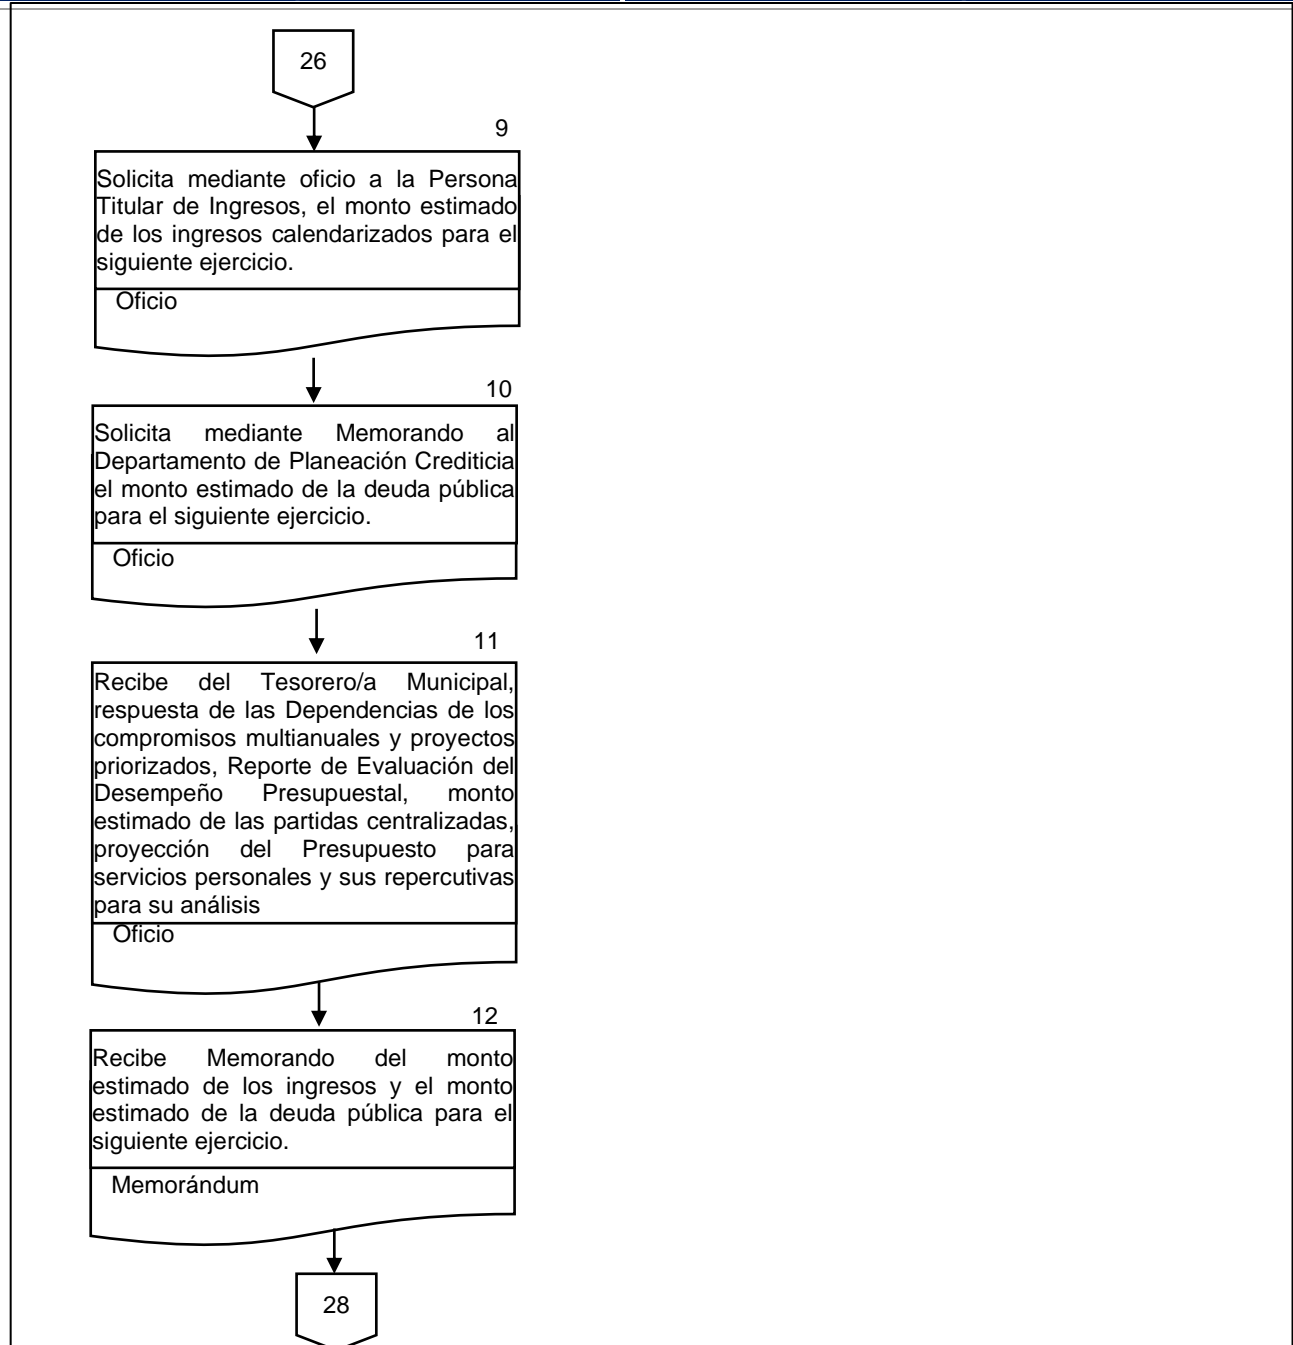 26
9
Solicita mediante oficio a la Persona
Titular de Ingresos, el monto estimado
de los ingresos calendarizados para el
siguiente ejercicio.
Oficio
10
Solicita mediante Memorando al
Departamento de Planeación Crediticia
el monto estimado de la deuda pública
para el siguiente ejercicio.
Oficio
11
Recibe del Tesorero/a Municipal,
respuesta de las Dependencias de los
compromisos multianuales y proyectos
priorizados, Reporte de Evaluación del
Desempeño Presupuestal, monto
estimado de las partidas centralizadas,
proyección del Presupuesto para
servicios personales y sus repercutivas
para su análisis
Oficio
12
Recibe Memorando del monto
estimado de los ingresos y el monto
estimado de la deuda pública para el
siguiente ejercicio.
Memorándum
28